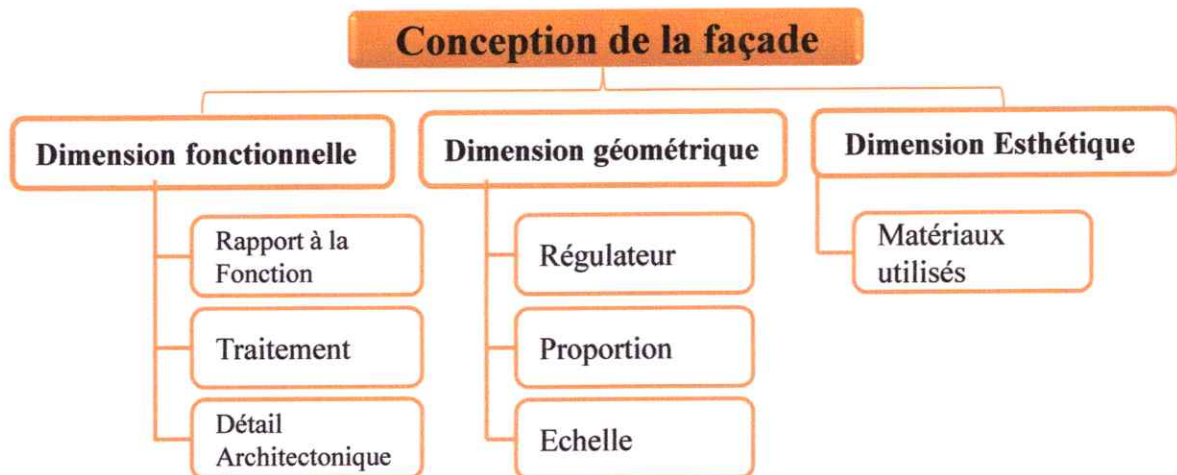 Conception de la façade
Dimension fonctionnelle
Rapport à la
Fonction
Traitement
Détail
Architectonique
Dimension géométrique
Régulateur
Proportion
Echelle
Dimension Esthétique
Matériaux
utilisés